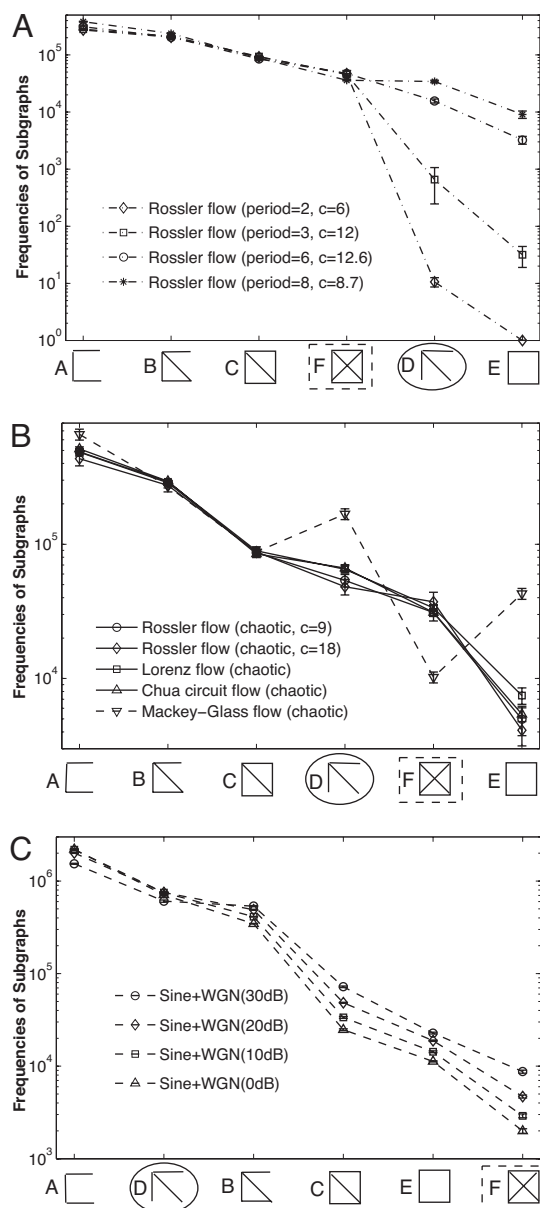 A
Frequencies of Subgraphs
10^5
10^4
10^3
10^2
10^1
10^0
Rossler flow (period=2, c=6)
Rossler flow (period=3, c=12)
Rossler flow (period=6, c=12.6)
Rossler flow (period=8, c=8.7)
A B C F D E
B
Frequencies of Subgraphs
10^5
10^4
Rossler flow (chaotic, c=9)
Rossler flow (chaotic, c=18)
Lorenz flow (chaotic)
Chua circuit flow (chaotic)
Mackey-Glass flow (chaotic)
A B C D F E
C
Frequencies of Subgraphs
10^6
10^5
10^4
10^3
Sine+WGN(30dB)
Sine+WGN(20dB)
Sine+WGN(10dB)
Sine+WGN(0dB)
A D B C E F